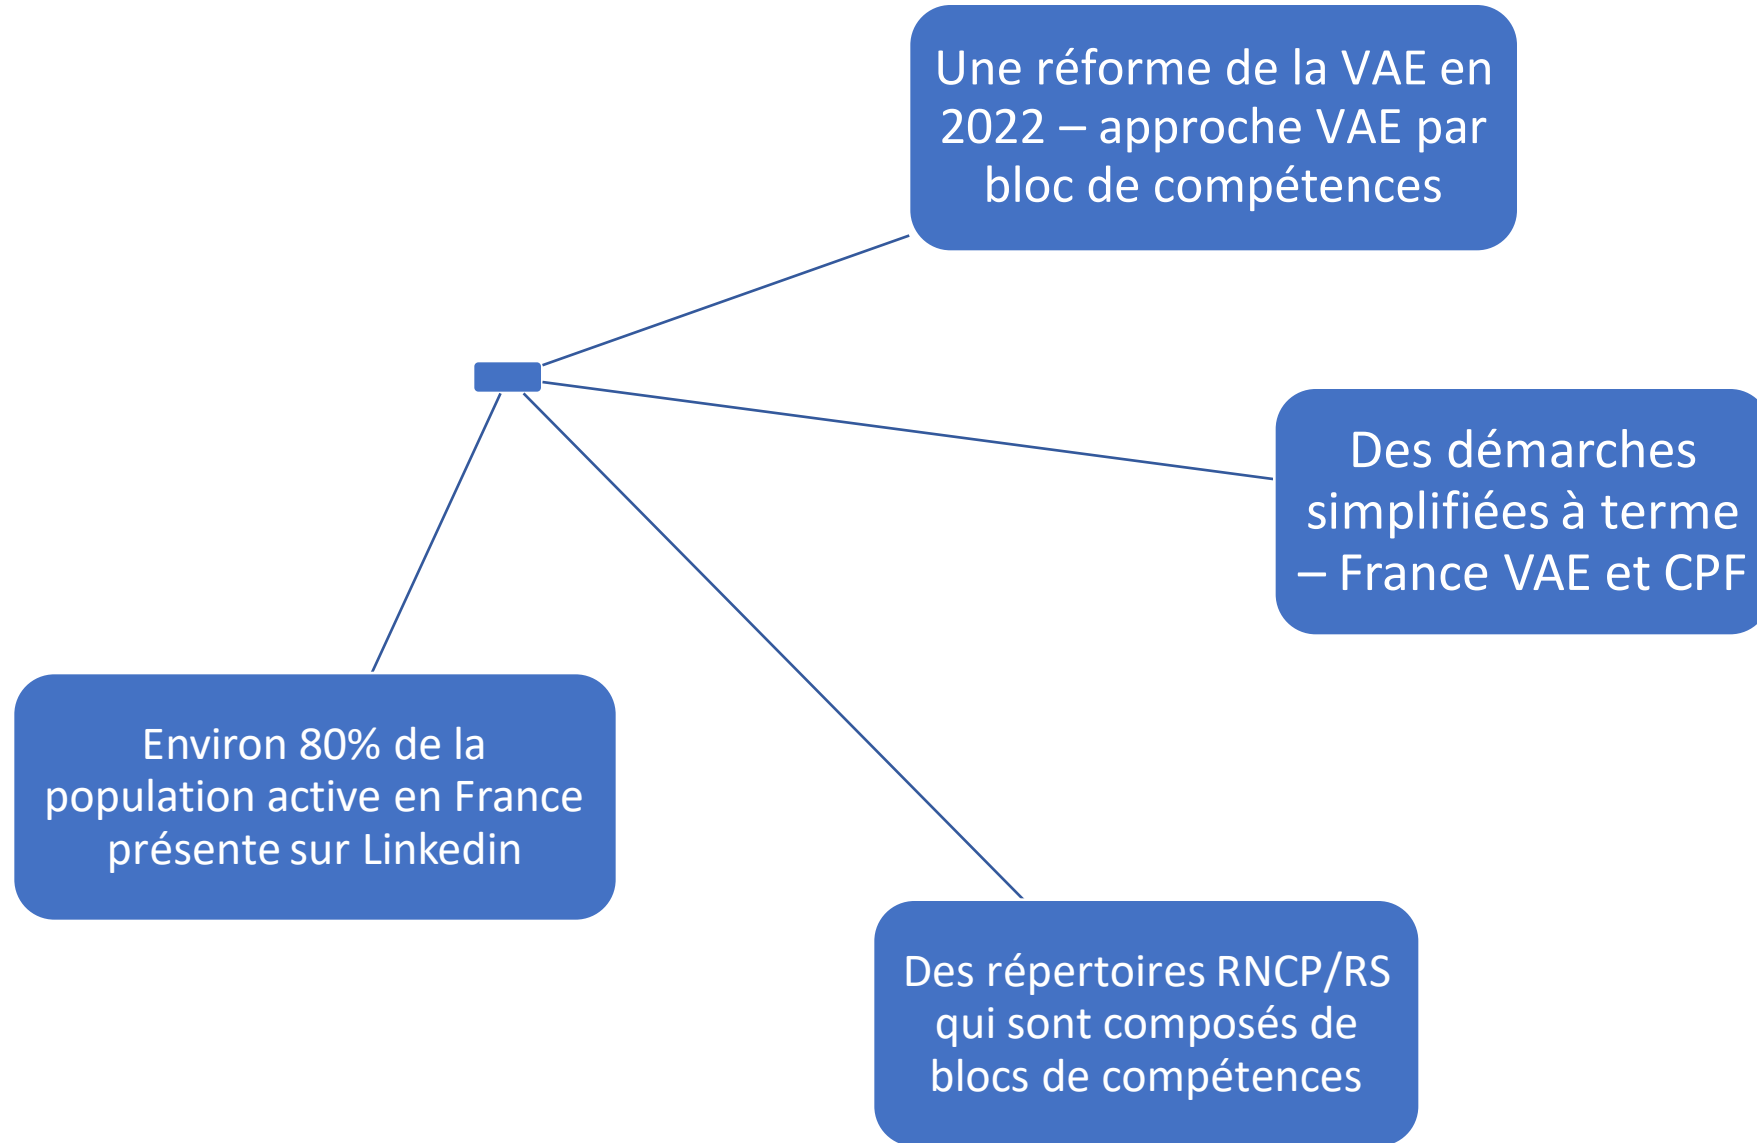 Une réforme de la VAE en
2022 – approche VAE par
bloc de compétences
Des démarches
simplifiées à terme
– France VAE et CPF
Environ 80% de la
population active en France
présente sur Linkedin
Des répertoires RNCP/RS
qui sont composés de
blocs de compétences